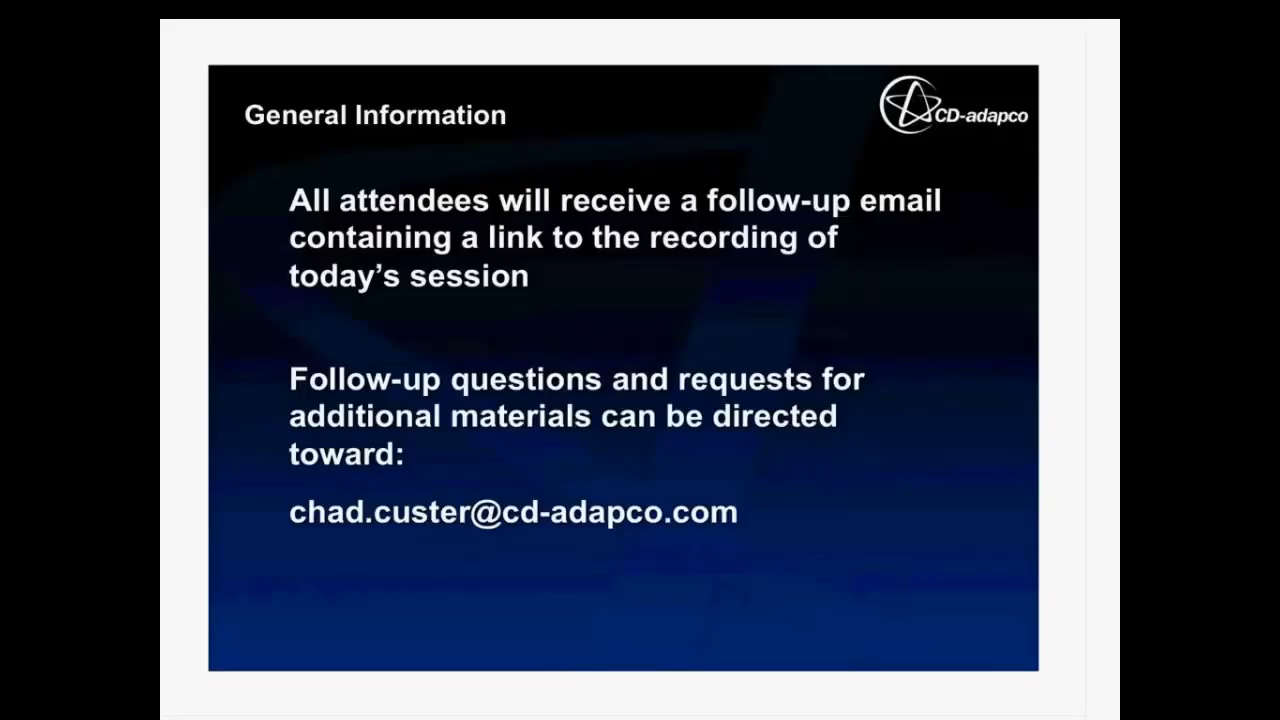 General Information
CD-adapco
All attendees will receive a follow-up email
containing a link to the recording of
today’s session
Follow-up questions and requests for
additional materials can be directed
toward:
chad.custer@cd-adapco.com